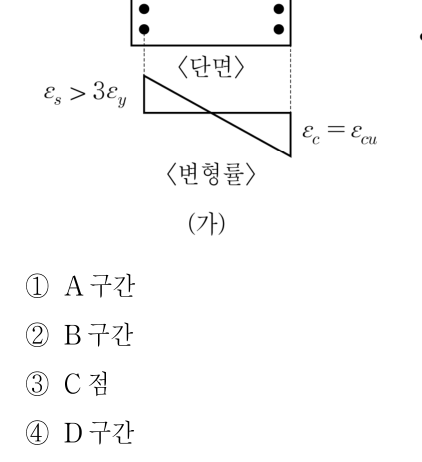 〈단면〉
εs > 3εy
εc = εcu
〈변형률〉
(가)
① A 구간
② B 구간
③ C 점
④ D 구간